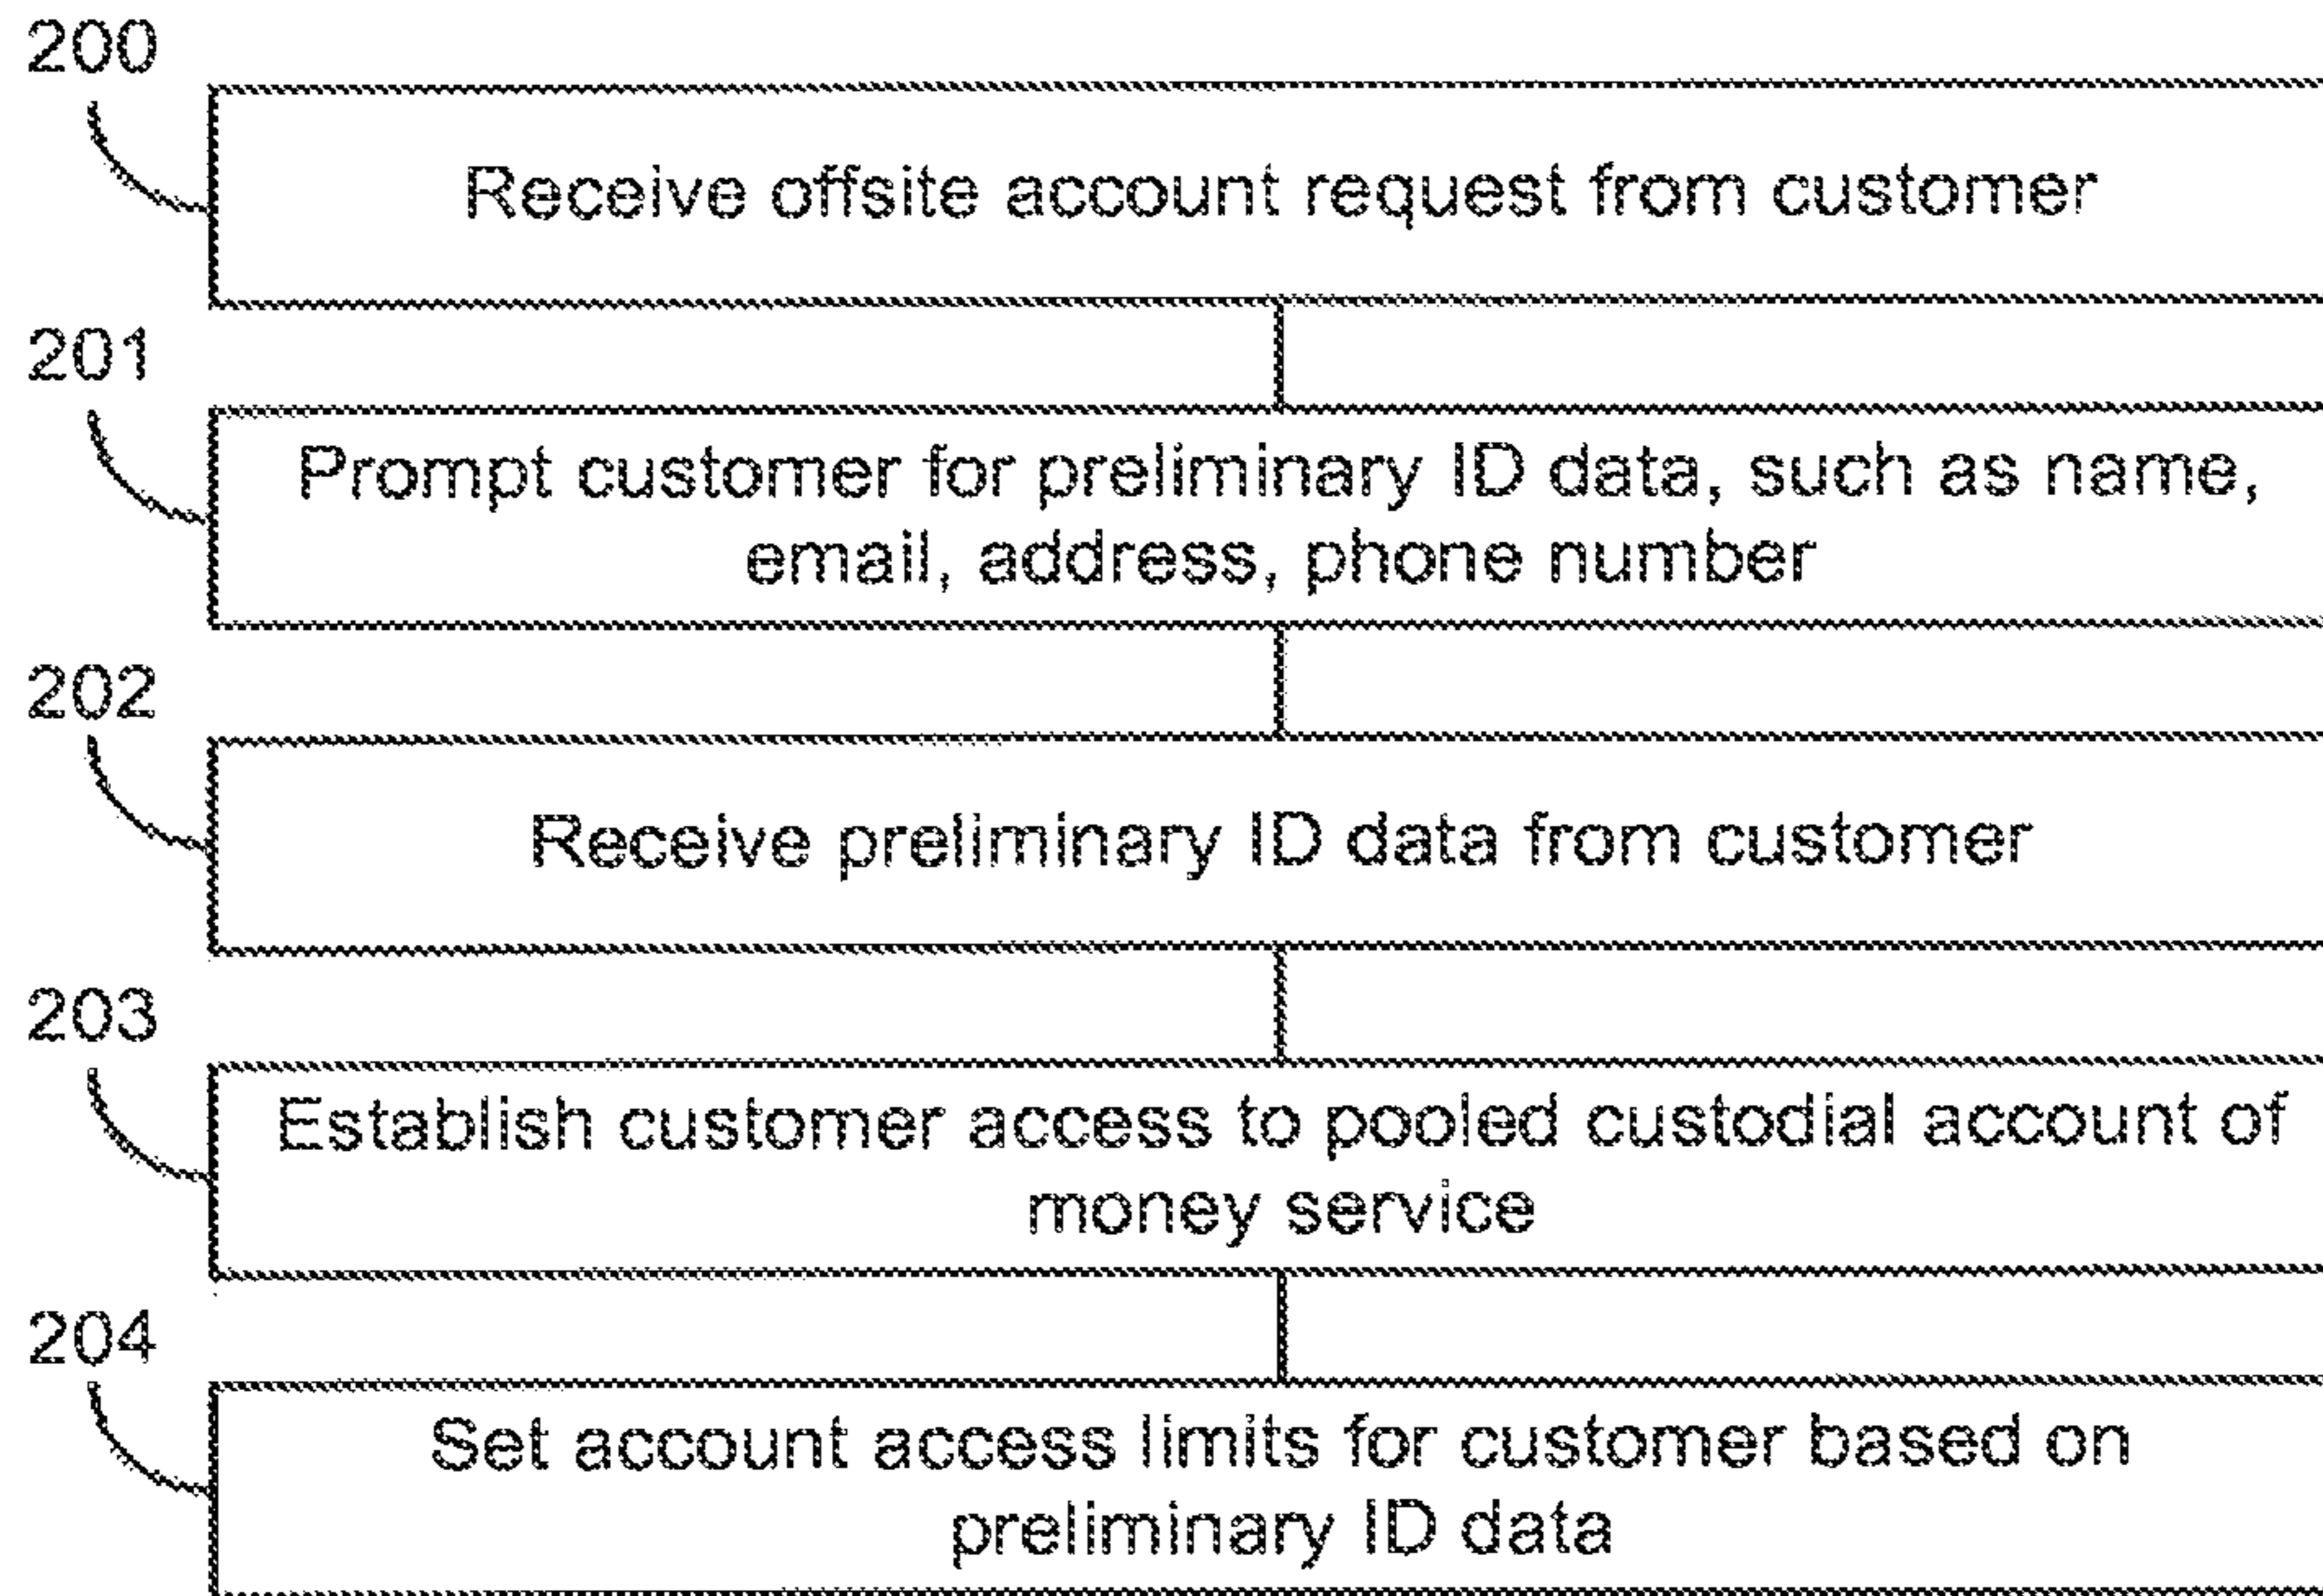 200
Receive offsite account request from customer
201
Prompt customer for preliminary ID data, such as name,
email, address, phone number
202
Receive preliminary ID data from customer
203
Establish customer access to pooled custodial account of
money service
204
Set account access limits for customer based on
preliminary ID data